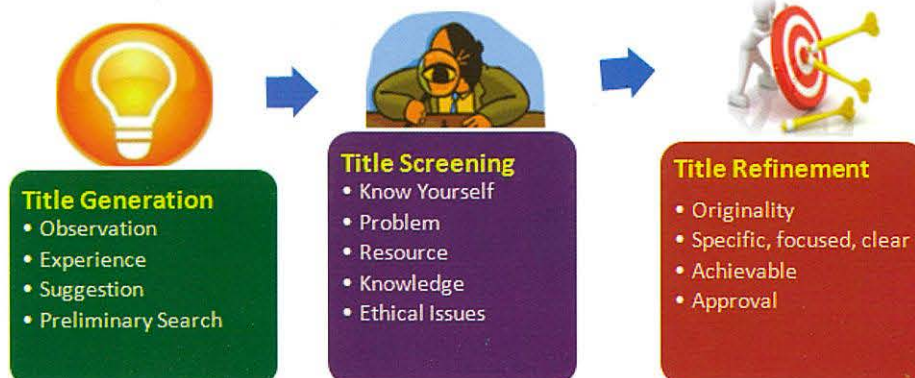 Title Generation
• Observation
• Experience
• Suggestion
• Preliminary Search
Title Screening
• Know Yourself
• Problem
• Resource
• Knowledge
• Ethical Issues
Title Refinement
• Originality
• Specific, focused, clear
• Achievable
• Approval